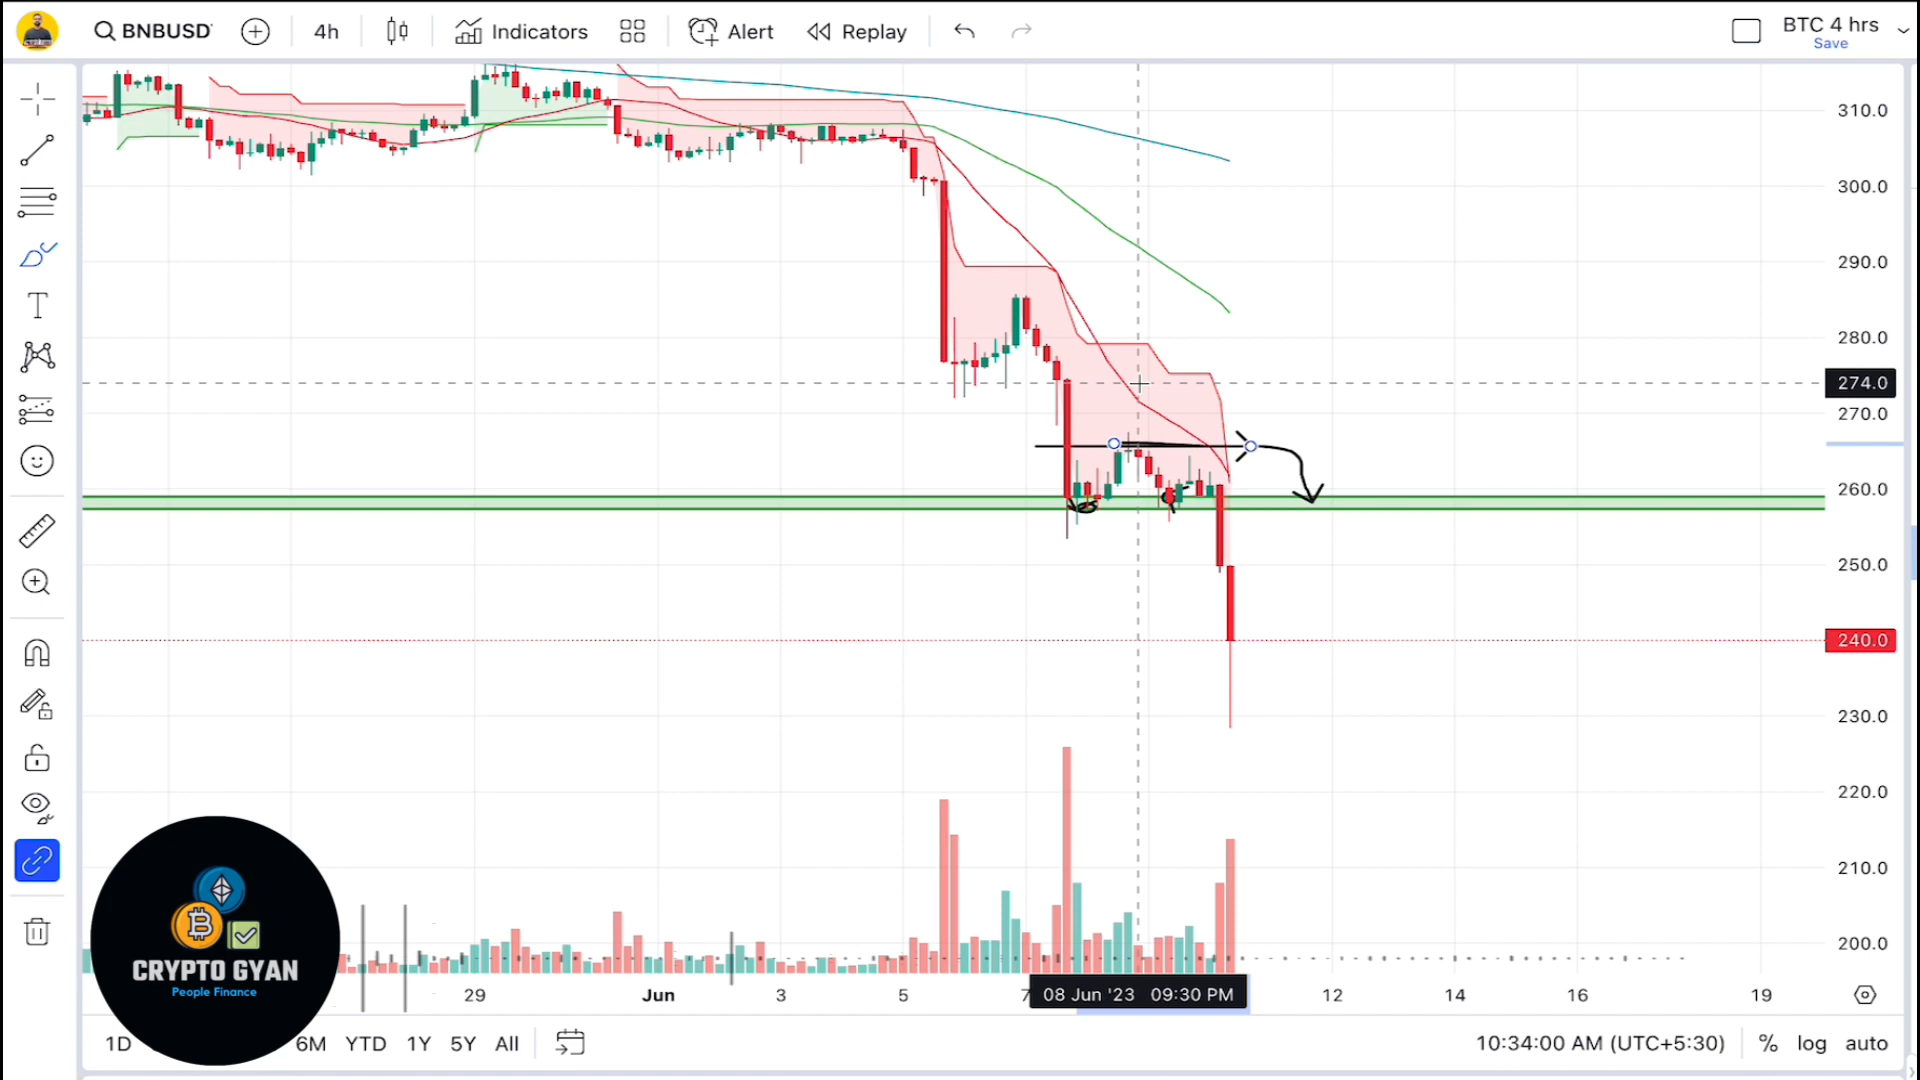 BNBUSD
4h
Indicators
Alert
Replay
BTC 4 hrs
Save
310.0
300.0
290.0
280.0
274.0
270.0
260.0
250.0
240.0
230.0
220.0
210.0
200.0
CRYPTO GYAN
People Finance
29
Jun
3
5
7
08 Jun '23 09:30 PM
12
14
16
19
1D
6M
YTD
1Y
5Y
All
10:34:00 AM (UTC+5:30)
%
log
auto